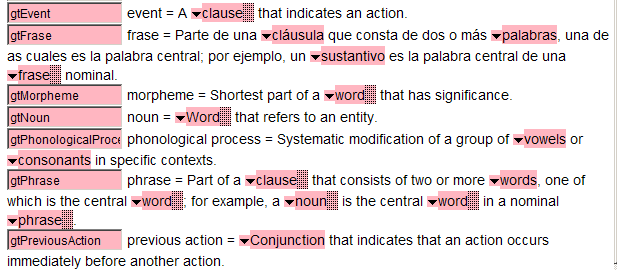 gtEvent event = A clause that indicates an action.
gtFrase frase = Parte de una cláusula que consta de dos o más palabras, una de
as cuales es la palabra central; por ejemplo, un sustantivo es la palabra central de una
frase nominal.
gtMorpheme morpheme = Shortest part of a word that has significance.
gtNoun noun = Word that refers to an entity.
gtPhonologicalProce phonological process = Systematic modification of a group of vowels or
consonants in specific contexts.
gtPhrase phrase = Part of a clause that consists of two or more words, one of
which is the central word; for example, a noun is the central word in a nominal
phrase.
gtPreviousAction previous action = Conjunction that indicates that an action occurs
immediately before another action.